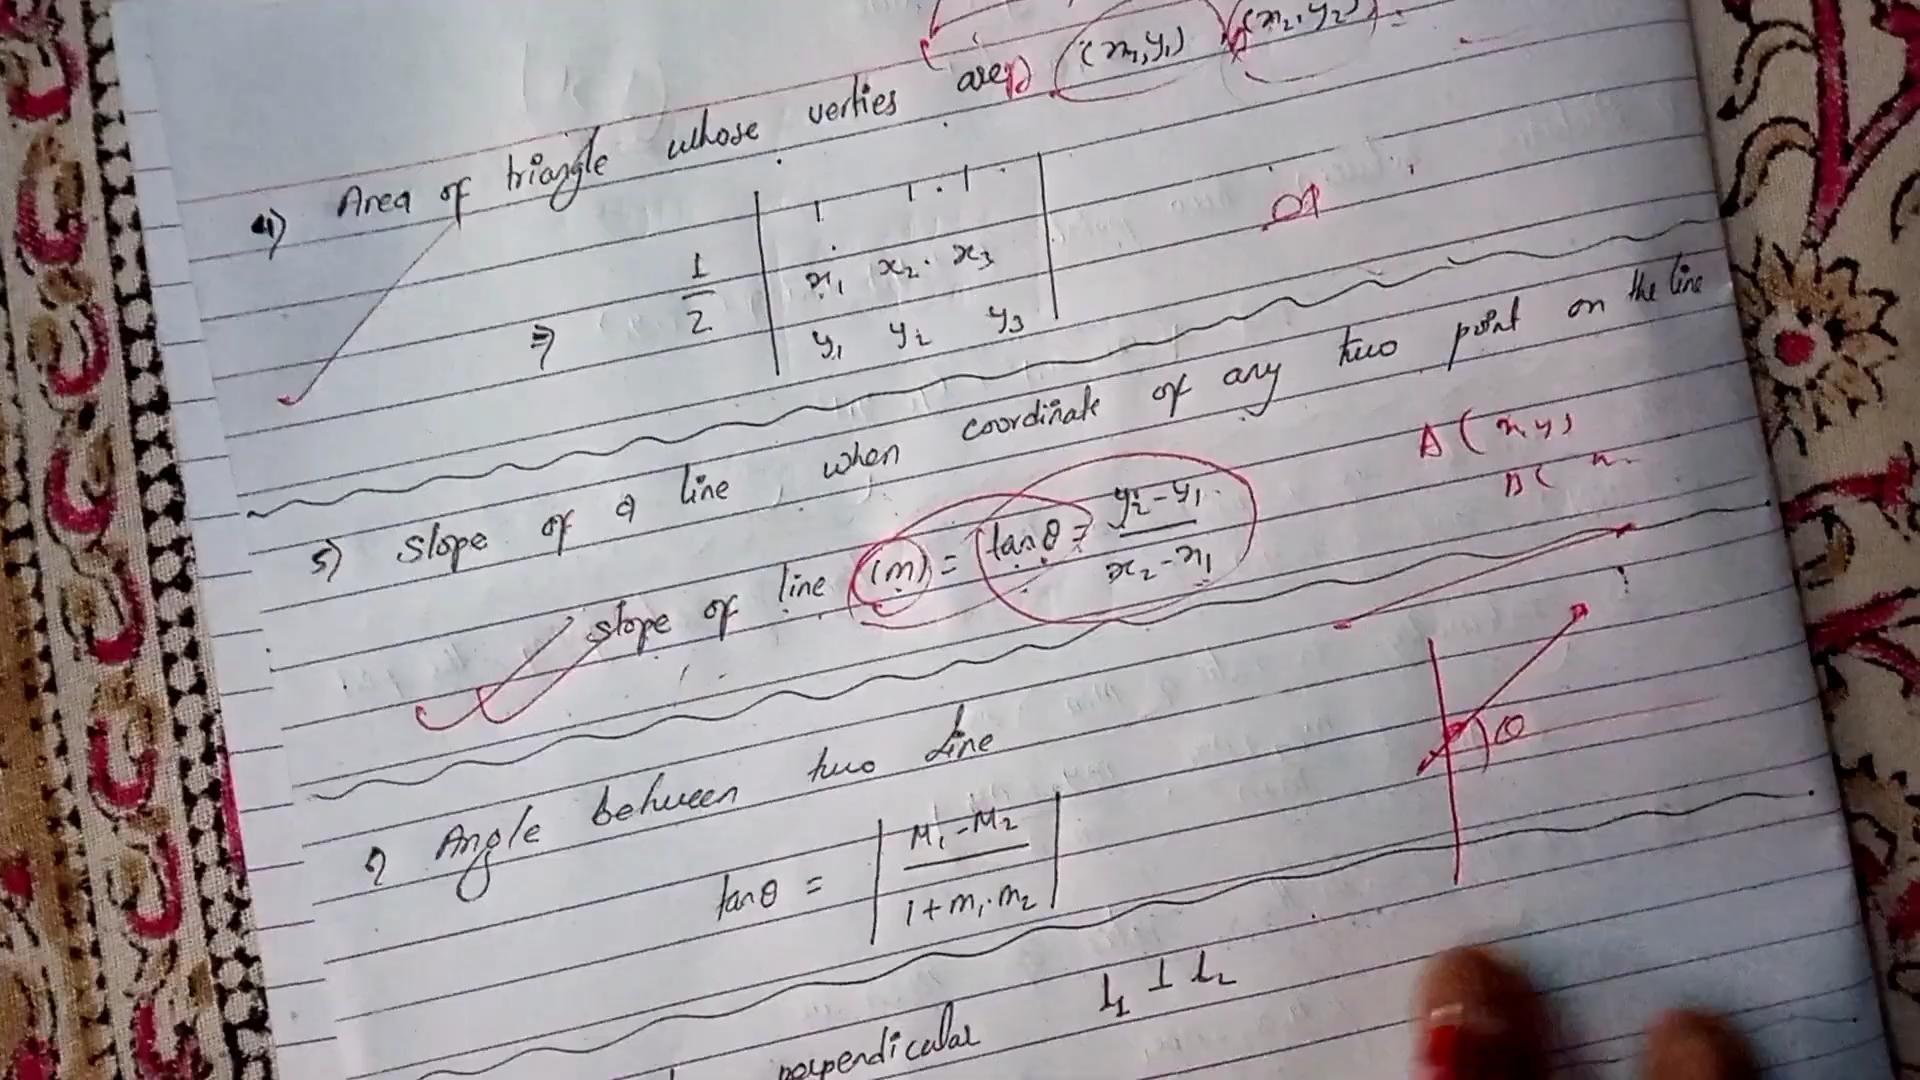 (x1,y1) (x2,y2)
4) Area of triangle whose verties are
1 1 1
⇒ 1/2 | x1 x2 x3 | or
y1 y2 y3
5) Slope of a line, when coordinate of any two point on the line
A(x,y)
B(x
slope of line (m) = tanθ = y2-y1 / x2-x1
θ
Angle between two Line
tanθ = | M1-M2 / 1+m1.m2 |
perpendicular L1 ⊥ L2